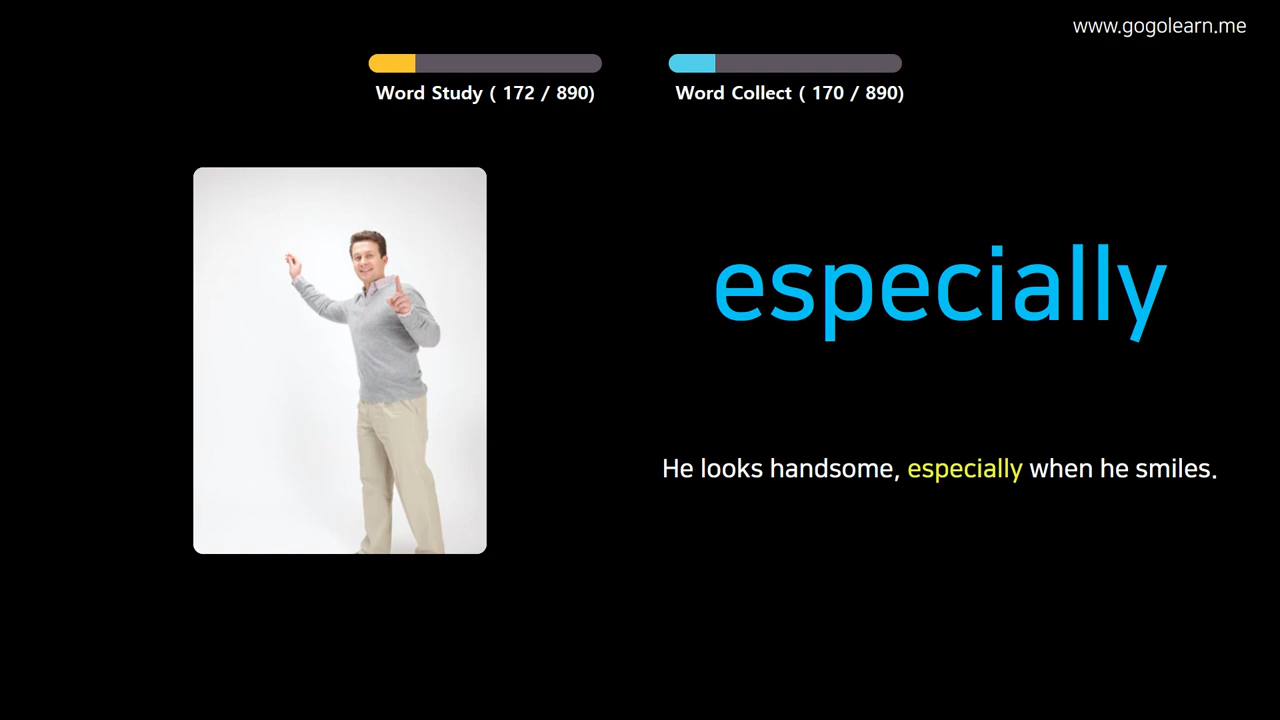 www.gogolearn.me
Word Study ( 172 / 890)
Word Collect ( 170 / 890)
especially
He looks handsome, especially when he smiles.